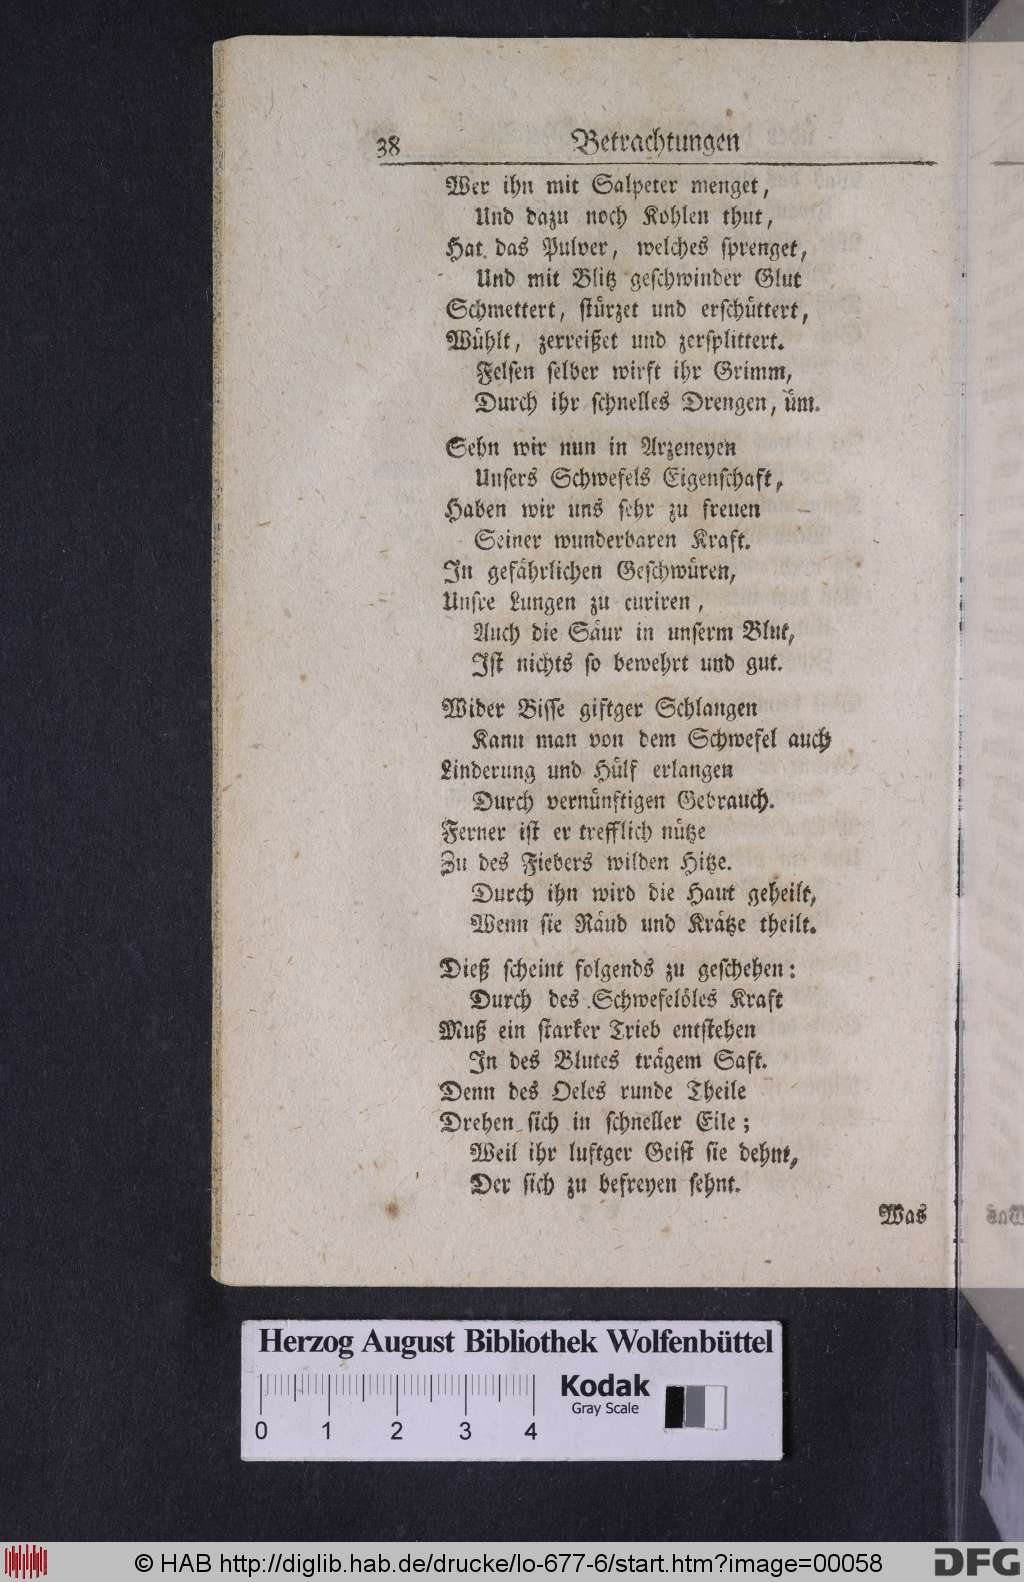 38 Betrachtungen
Wer ihn mit Salpeter menget,
Und dazu noch Kohlen thut,
Hat das Pulver, welches sprenget,
Und mit Blitz geschwinder Glut
Schmettert, stürzet und erschüttert,
Wühlt, zerreißet und zersplittert.
Felsen selber wirft ihr Grimm,
Durch ihr schnelles Drengen, üm.
Sehn wir nun in Arzeneyen
Unsers Schwefels Eigenschaft,
Haben wir uns sehr zu freuen
Seiner wunderbaren Kraft.
In gefährlichen Geschwüren,
Unsre Lungen zu curiren,
Auch die Säur in unserm Blut,
Ist nichts so bewehrt und gut.
Wider Bisse giftger Schlangen
Kann man von dem Schwefel auch
Linderung und Hülf erlangen
Durch vernünftigen Gebrauch.
Ferner ist er trefflich nütze
Zu des Fiebers wilden Hitze.
Durch ihn wird die Haut geheilt,
Wenn sie Räud und Krätze theilt.
Dieß scheint folgends zu geschehen:
Durch des Schwefelöles Kraft
Muß ein starker Trieb entstehen
In des Blutes trägem Saft.
Denn des Oeles runde Theile
Drehen sich in schneller Eile;
Weil ihr luftger Geist sie dehnt,
Der sich zu befreyen sehnt.
Was
Herzog August Bibliothek Wolfenbüttel
Kodak
Gray Scale
0 1 2 3 4
© HAB http://diglib.hab.de/drucke/lo-677-6/start.htm?image=00058
DFG